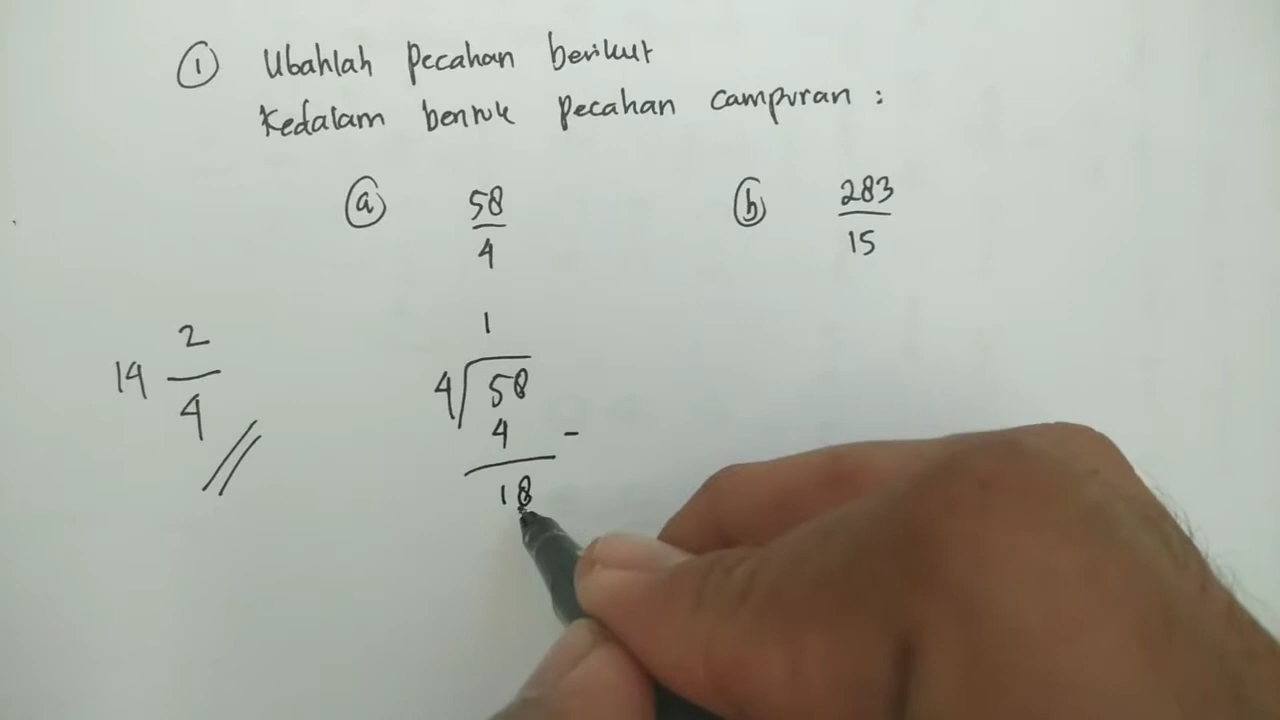 ① Ubahlah pecahan berikut
Kedalam bentuk pecahan campuran :
ⓐ 58/4 ⓑ 283/15
14 2/4 //
1
4 √58
4 -
18